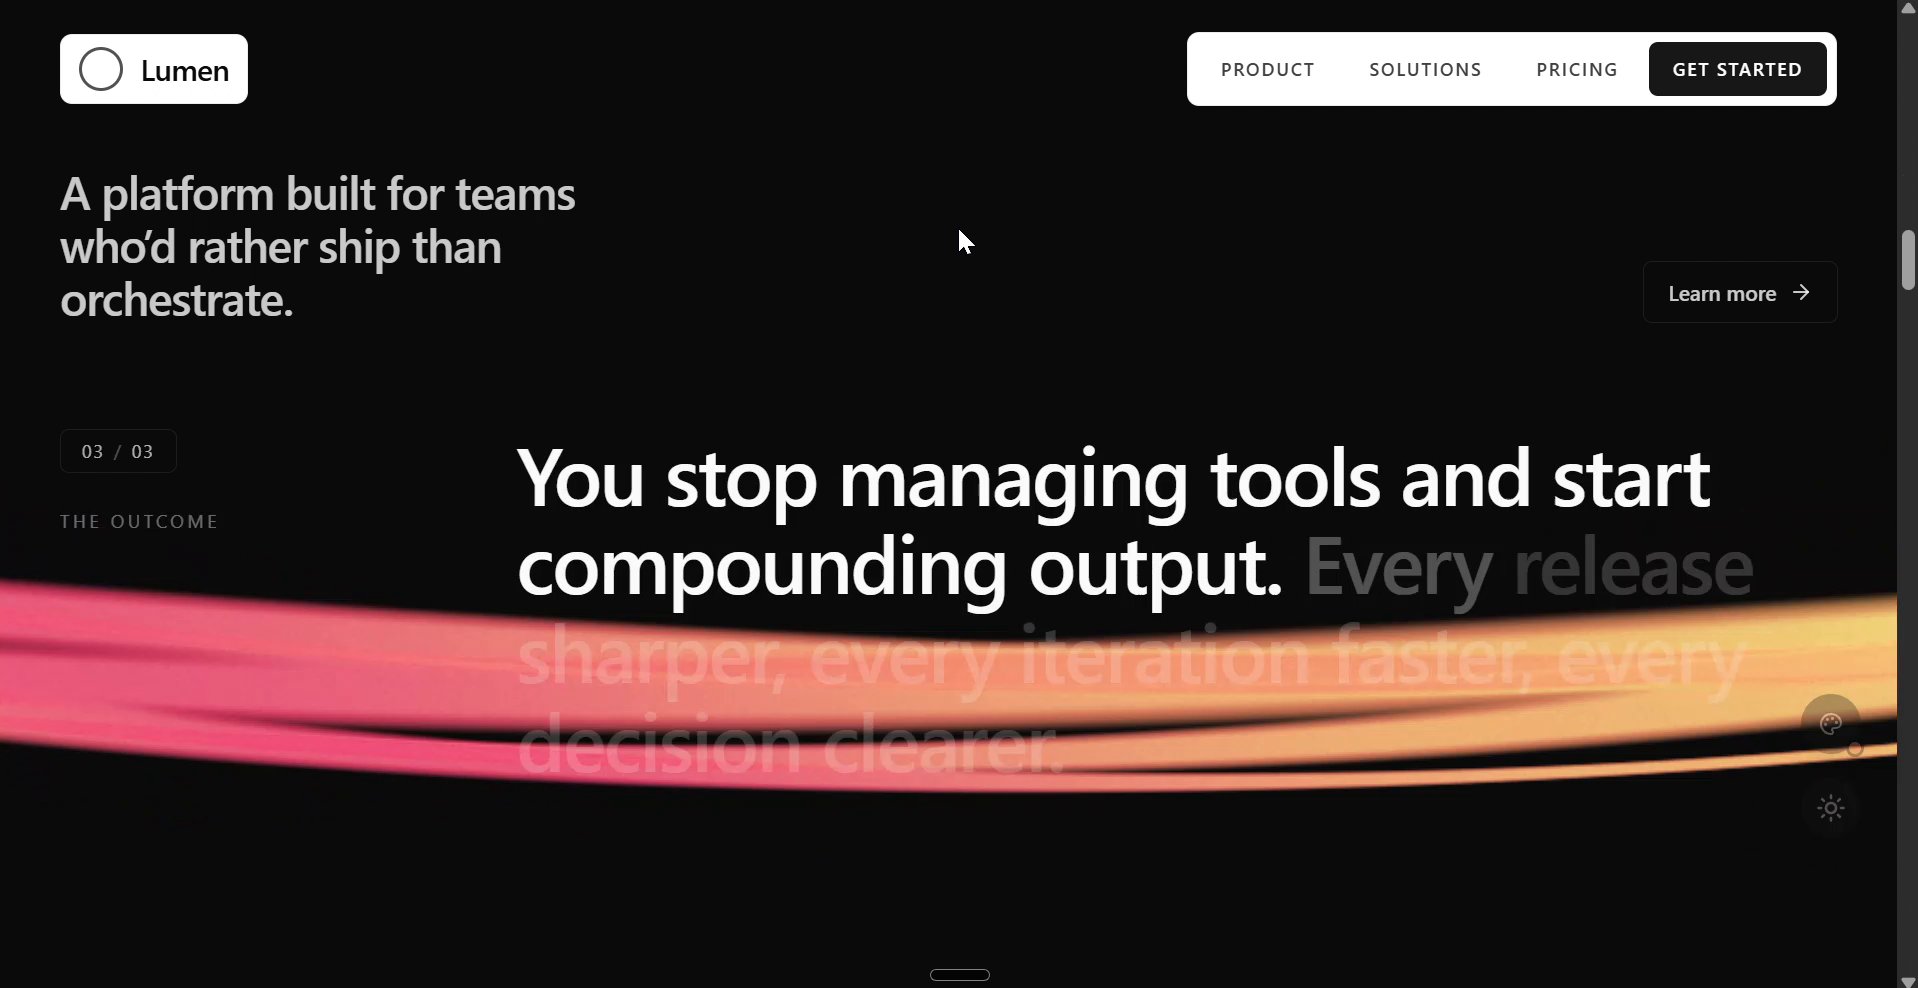 Lumen
PRODUCT
SOLUTIONS
PRICING
GET STARTED
A platform built for teams
who’d rather ship than
orchestrate.
Learn more →
03 / 03
THE OUTCOME
You stop managing tools and start
compounding output. Every release
sharper, every iteration faster, every
decision clearer.